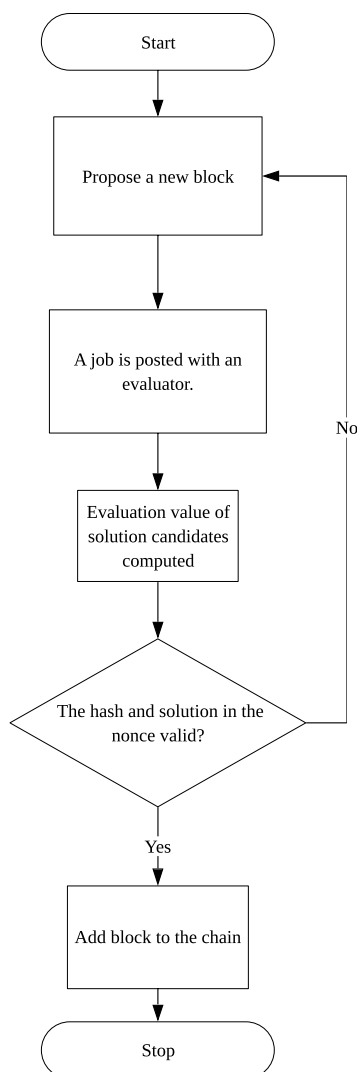 Start
Propose a new block
A job is posted with an
evaluator.
No
Evaluation value of
solution candidates
computed
The hash and solution in the
nonce valid?
Yes
Add block to the chain
Stop